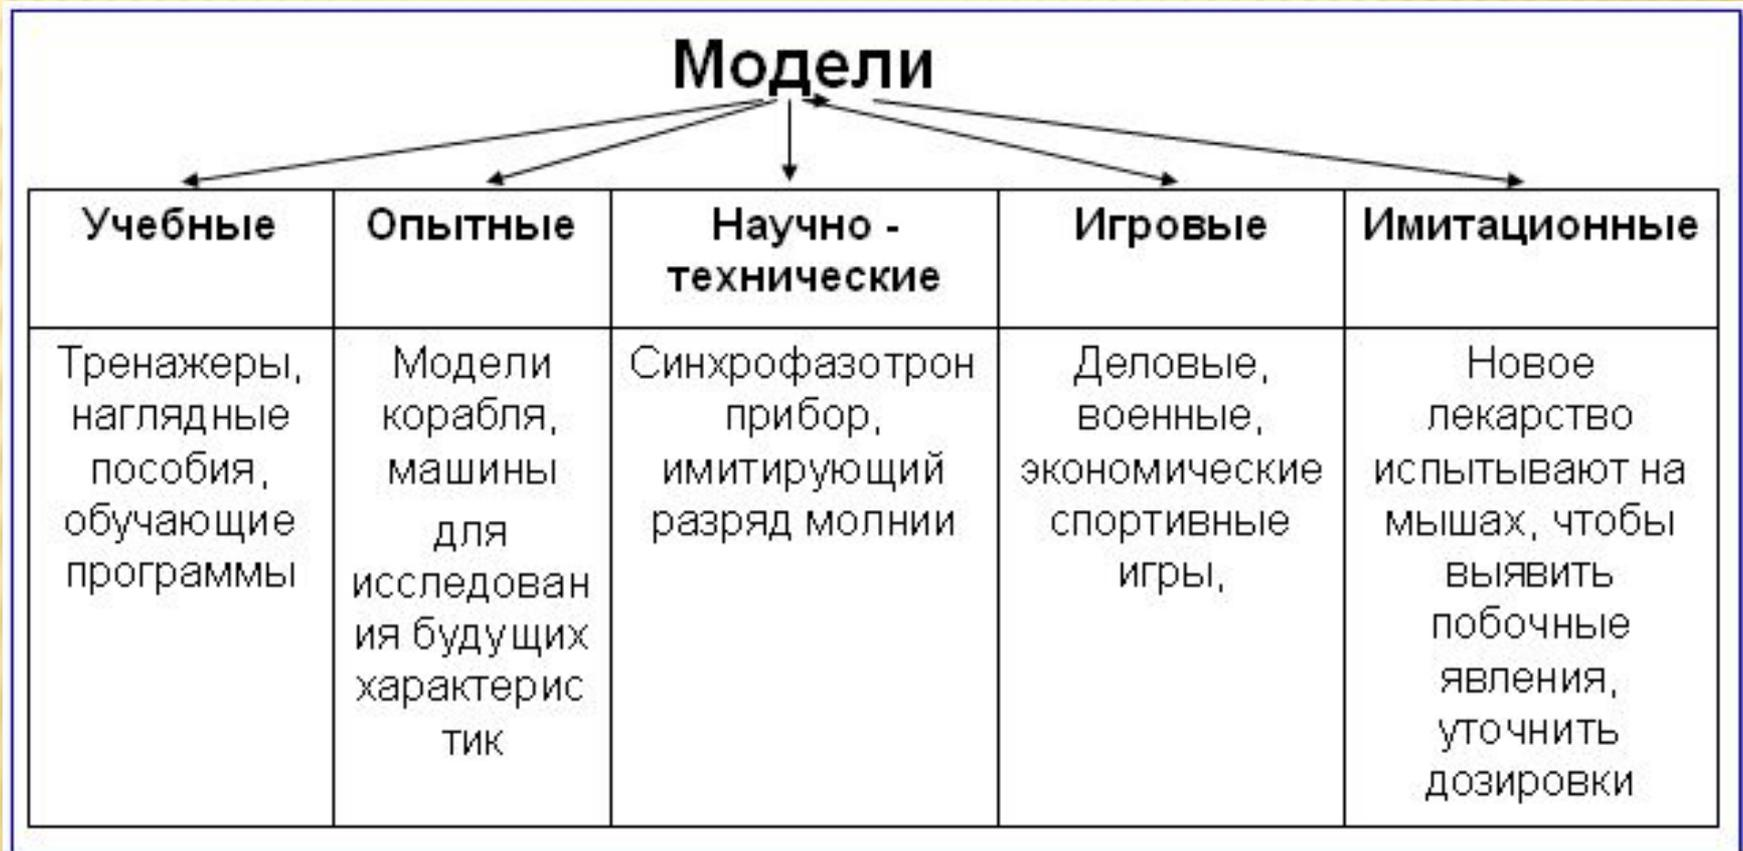 Модели
Учебные
Опытные
Научно -
технические
Игровые
Имитационные
Тренажеры,
наглядные
пособия,
обучающие
программы
Модели
корабля,
машины
для
исследован
ия будущих
характерис
тик
Синхрофазотрон
прибор,
имитирующий
разряд молнии
Деловые,
военные,
экономические
спортивные
игры,
Новое
лекарство
испытывают на
мышах, чтобы
выявить
побочные
явления,
уточнить
дозировки